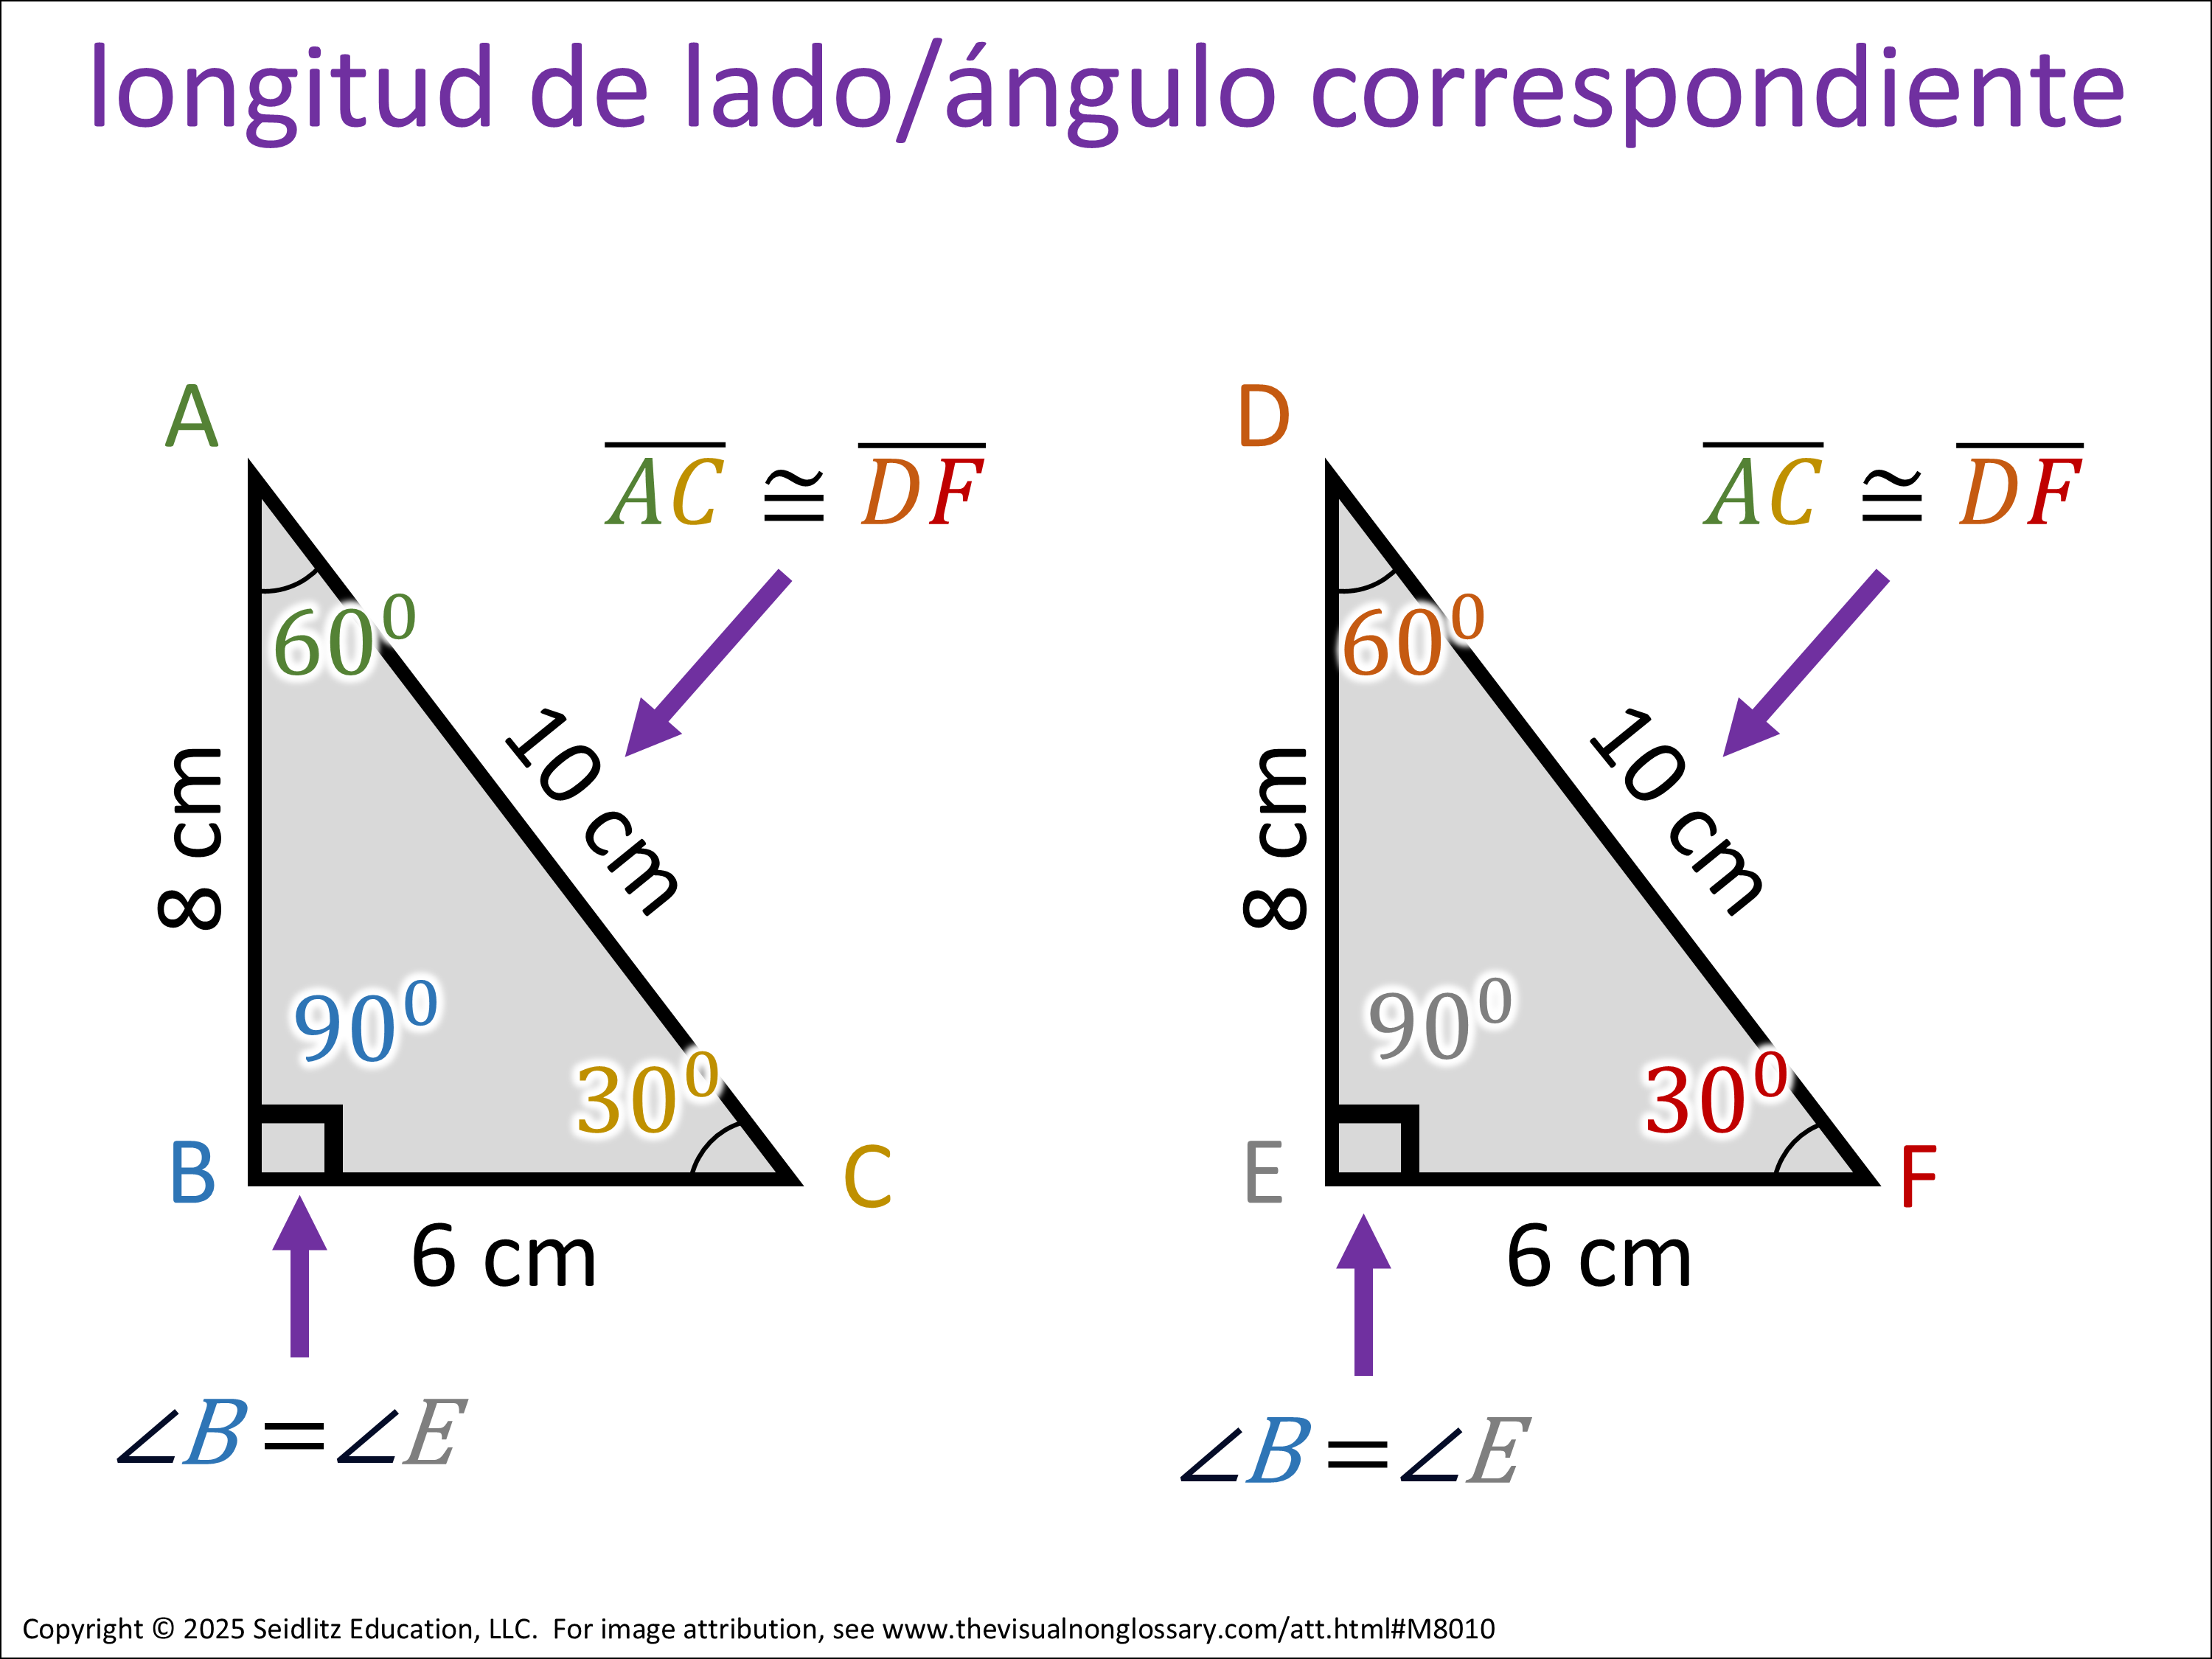 longitud de lado/ángulo correspondiente
A
AC ≅ DF
D
AC ≅ DF
60⁰
60⁰
8 cm
10 cm
8 cm
10 cm
90⁰
90⁰
30⁰
30⁰
B
C
E
F
6 cm
6 cm
∠B=∠E
∠B=∠E
Copyright © 2025 Seidlitz Education, LLC.  For image attribution, see www.thevisualnonglossary.com/att.html#M8010